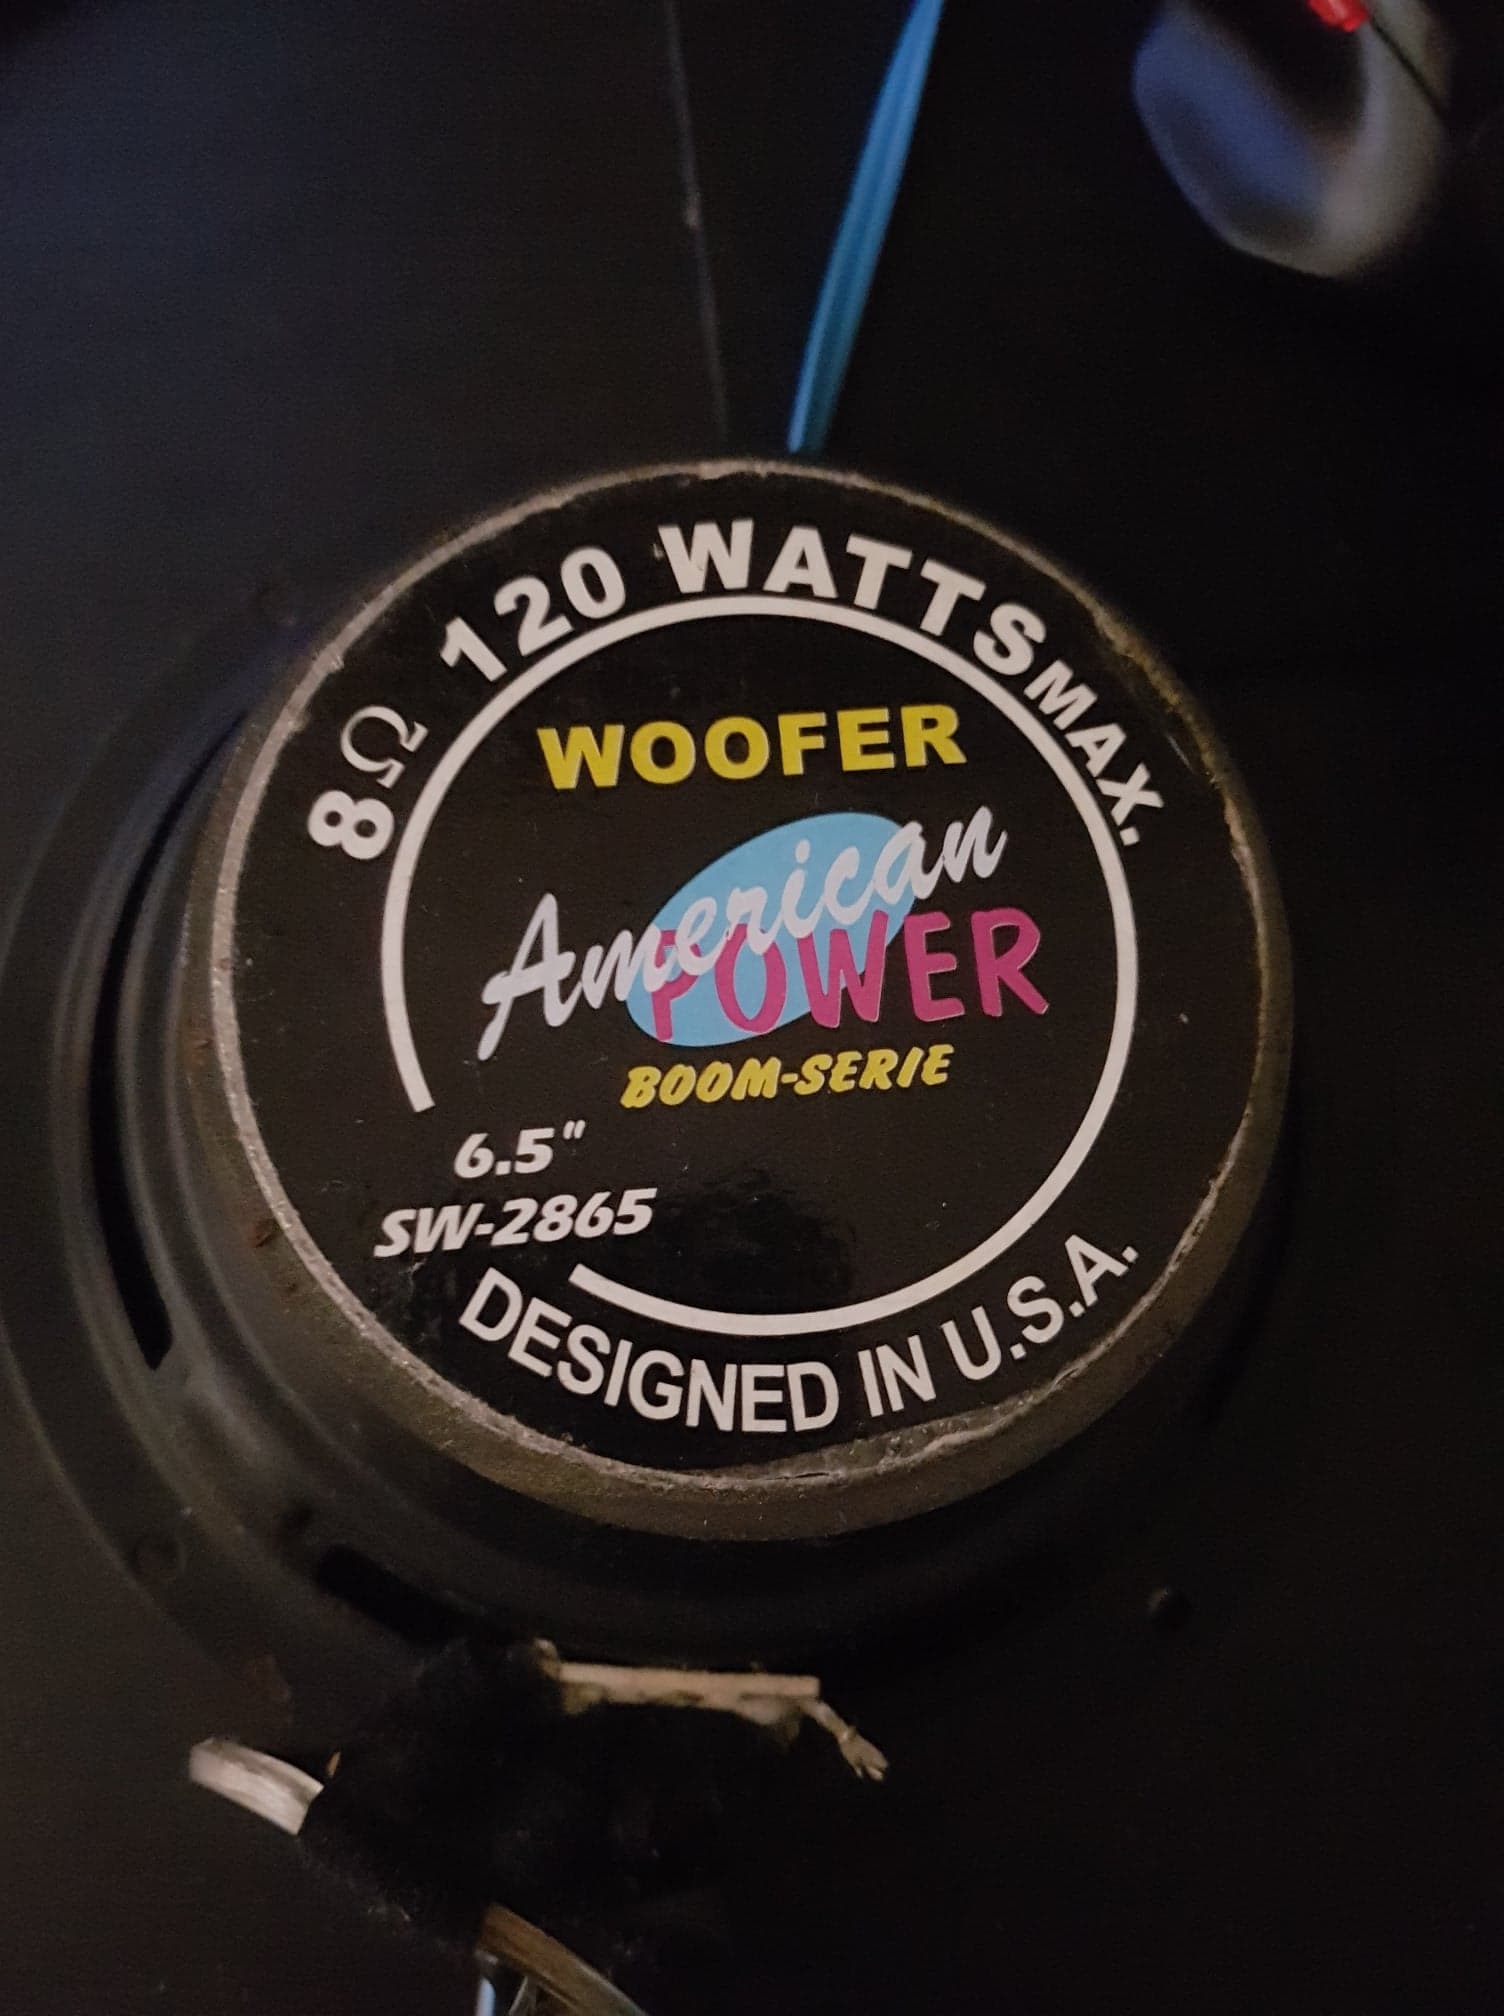 8Ω 120 WATTS MAX.
WOOFER
American
POWER
BOOM-SERIE
6.5"
SW-2865
DESIGNED IN U.S.A.